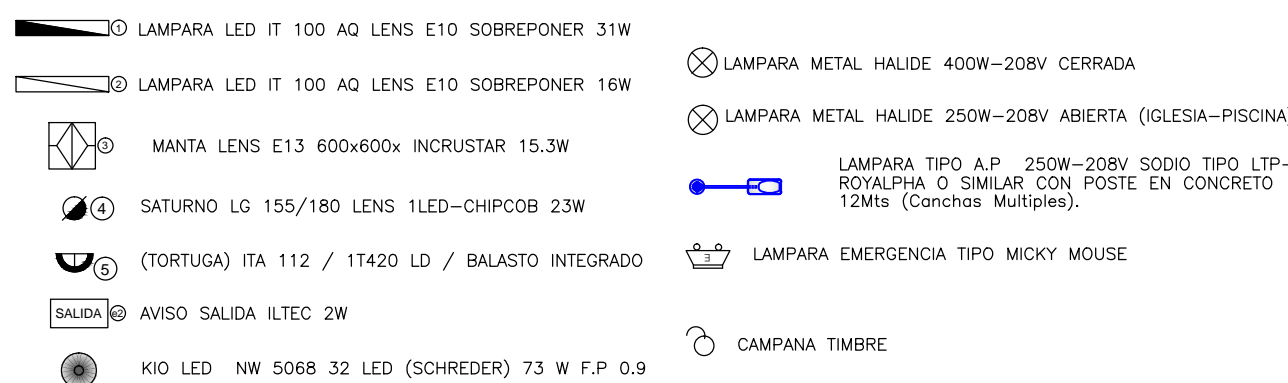 ① LAMPARA LED IT 100 AQ LENS E10 SOBREPONER 31W
② LAMPARA LED IT 100 AQ LENS E10 SOBREPONER 16W
③ MANTA LENS E13 600x600x INCRUSTAR 15.3W
④ SATURNO LG 155/180 LENS 1LED-CHIPCOB 23W
⑤ (TORTUGA) ITA 112 / 1T420 LD / BALASTO INTEGRADO
SALIDA e2 AVISO SALIDA ILTEC 2W
KIO LED NW 5068 32 LED (SCHREDER) 73 W F.P 0.9
LAMPARA METAL HALIDE 400W-208V CERRADA
LAMPARA METAL HALIDE 250W-208V ABIERTA (IGLESIA-PISCINA)
LAMPARA TIPO A.P 250W-208V SODIO TIPO LTP-
ROYALPHA O SIMILAR CON POSTE EN CONCRETO
12Mts (Canchas Multiples).
E LAMPARA EMERGENCIA TIPO MICKY MOUSE
CAMPANA TIMBRE